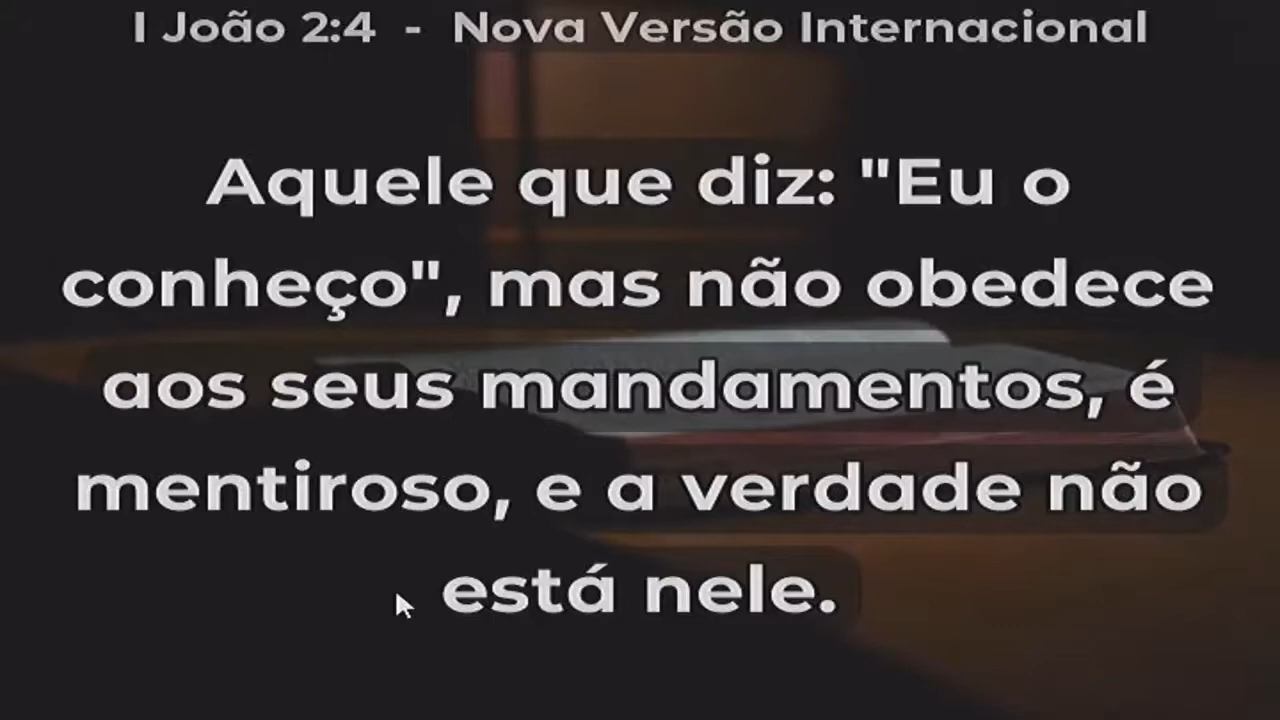 I João 2:4 - Nova Versão Internacional
Aquele que diz: "Eu o
conheço", mas não obedece
aos seus mandamentos, é
mentiroso, e a verdade não
está nele.